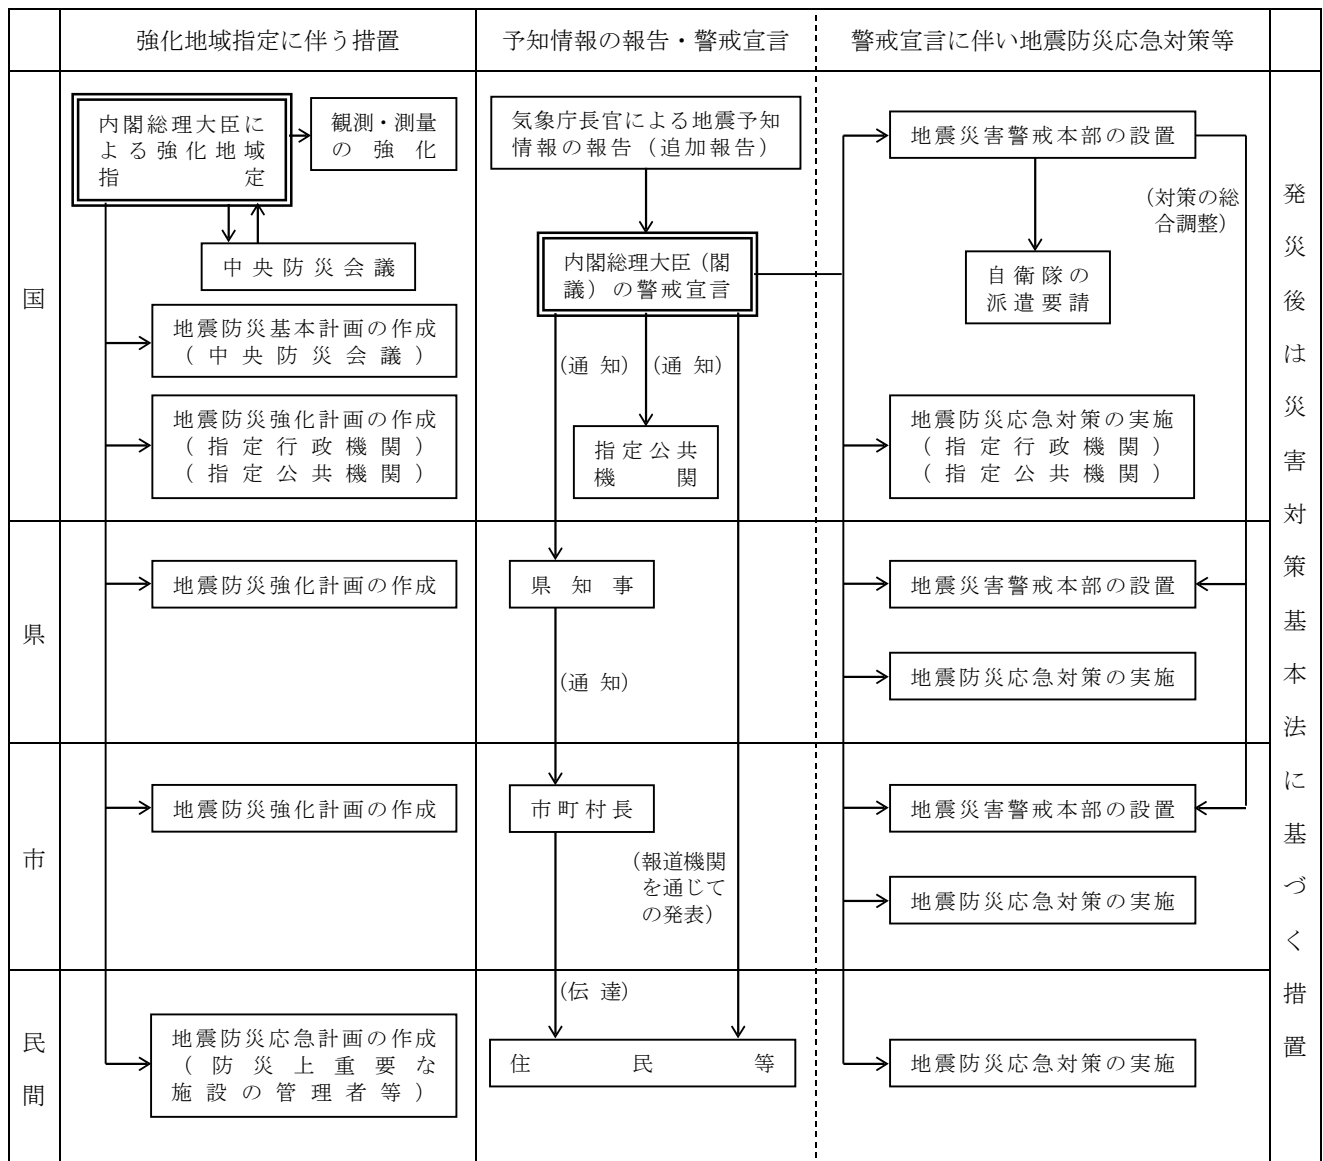 強化地域指定に伴う措置
予知情報の報告・警戒宣言
警戒宣言に伴い地震防災応急対策等
国
内閣総理大臣に
よる強化地域
指定
観測・測量
の強化
中央防災会議
地震防災基本計画の作成
（中央防災会議）
地震防災強化計画の作成
（指定行政機関）
（指定公共機関）
気象庁長官による地震予知
情報の報告（追加報告）
内閣総理大臣（閣
議）の警戒宣言
（通知）
（通知）
指定公共
機関
地震災害警戒本部の設置
（対策の総
合調整）
自衛隊の
派遣要請
地震防災応急対策の実施
（指定行政機関）
（指定公共機関）
県
地震防災強化計画の作成
県知事
（通知）
地震災害警戒本部の設置
地震防災応急対策の実施
市
地震防災強化計画の作成
市町村長
（報道機関
を通じて
の発表）
地震災害警戒本部の設置
地震防災応急対策の実施
民間
地震防災応急計画の作成
（防災上重要な
施設の管理者等）
（伝達）
住民等
地震防災応急対策の実施
発災後は災害対策基本法に基づく措置